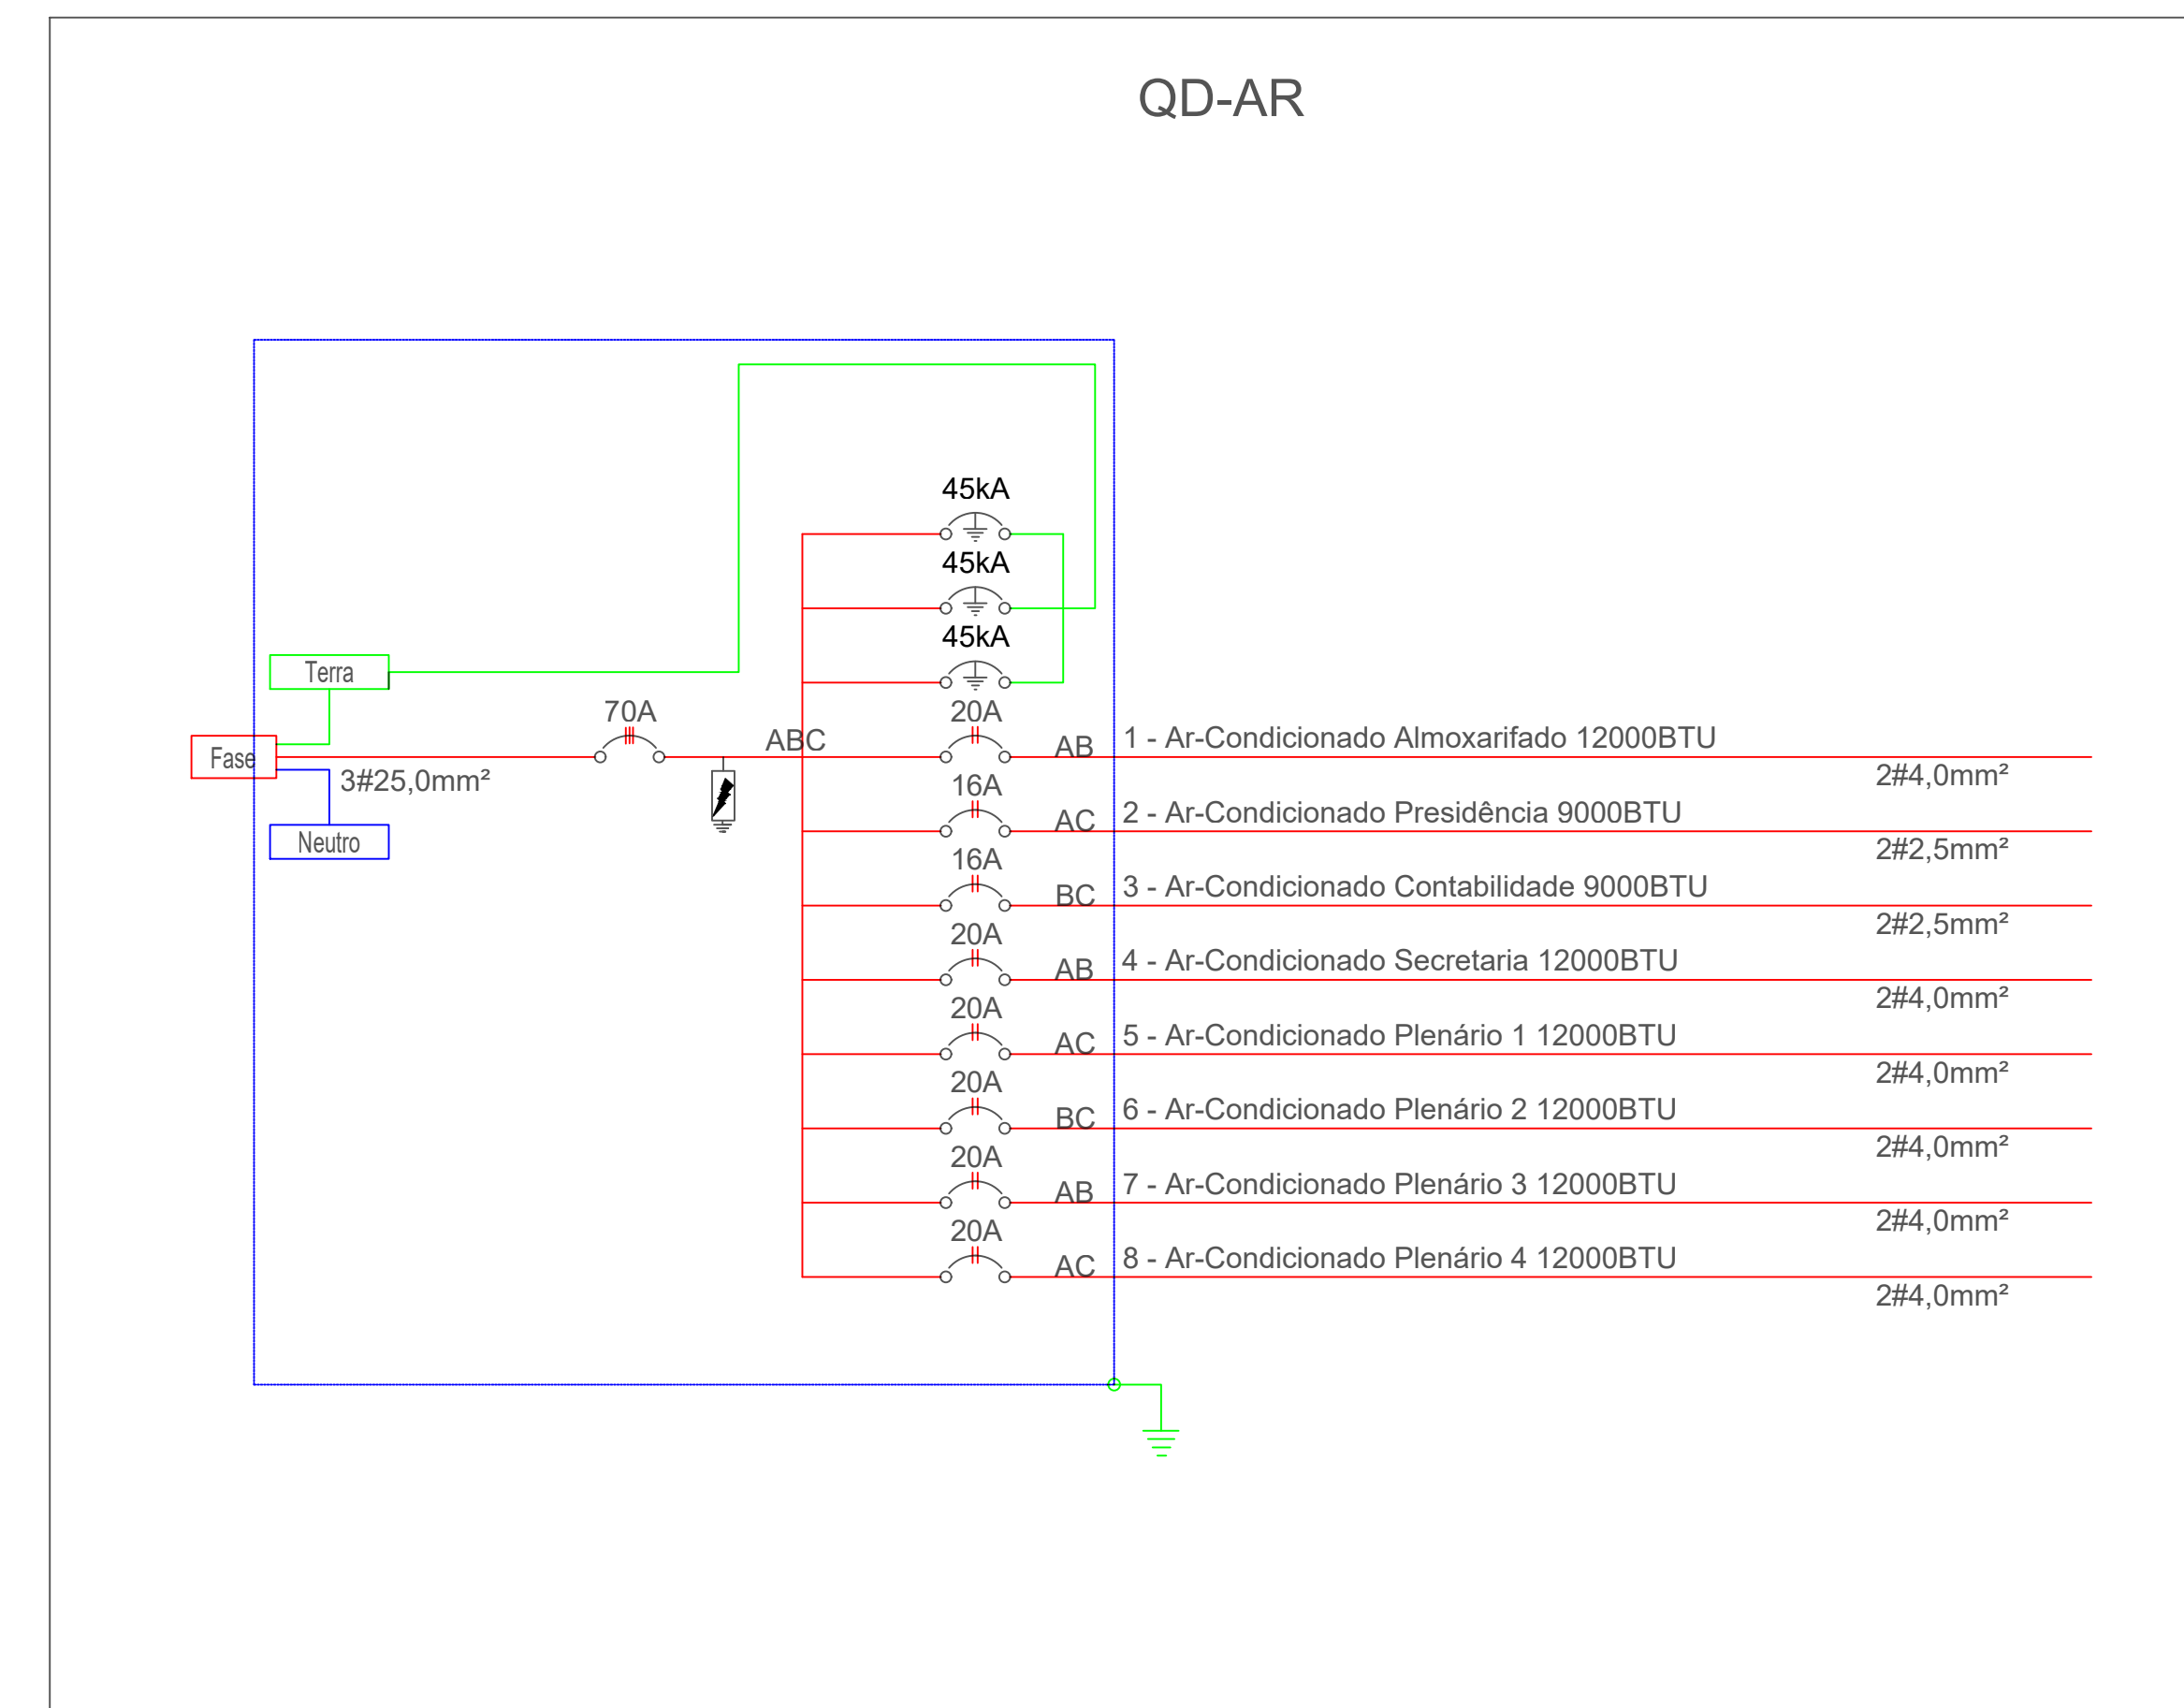 QD-AR
45kA
45kA
45kA
Terra
70A
20A
ABC
AB
1 - Ar-Condicionado Almoxarifado 12000BTU
Fase
3#25,0mm²
2#4,0mm²
16A
AC
2 - Ar-Condicionado Presidência 9000BTU
Neutro
2#2,5mm²
16A
BC
3 - Ar-Condicionado Contabilidade 9000BTU
2#2,5mm²
20A
AB
4 - Ar-Condicionado Secretaria 12000BTU
2#4,0mm²
20A
AC
5 - Ar-Condicionado Plenário 1 12000BTU
2#4,0mm²
20A
BC
6 - Ar-Condicionado Plenário 2 12000BTU
2#4,0mm²
20A
AB
7 - Ar-Condicionado Plenário 3 12000BTU
2#4,0mm²
20A
AC
8 - Ar-Condicionado Plenário 4 12000BTU
2#4,0mm²